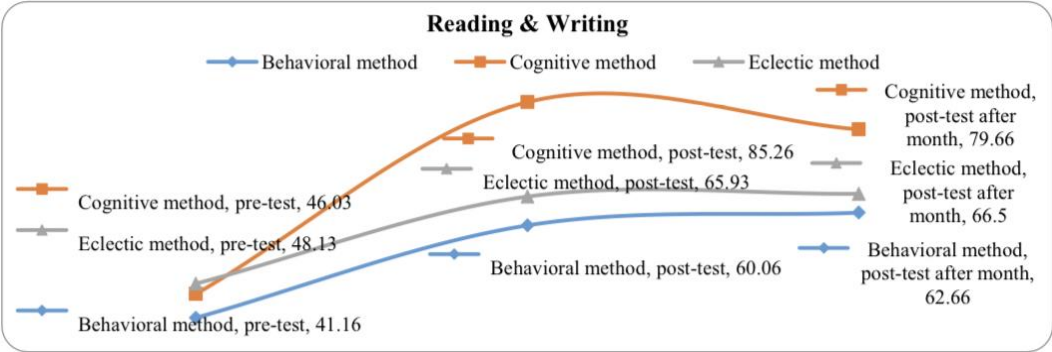 Reading & Writing
Behavioral method
Cognitive method
Eclectic method
Cognitive method, pre-test, 46.03
Eclectic method, pre-test, 48.13
Behavioral method, pre-test, 41.16
Cognitive method, post-test, 85.26
Eclectic method, post-test, 65.93
Behavioral method, post-test, 60.06
Cognitive method,
post-test after
month, 79.66
Eclectic method,
post-test after
month, 66.5
Behavioral method,
post-test after month,
62.66